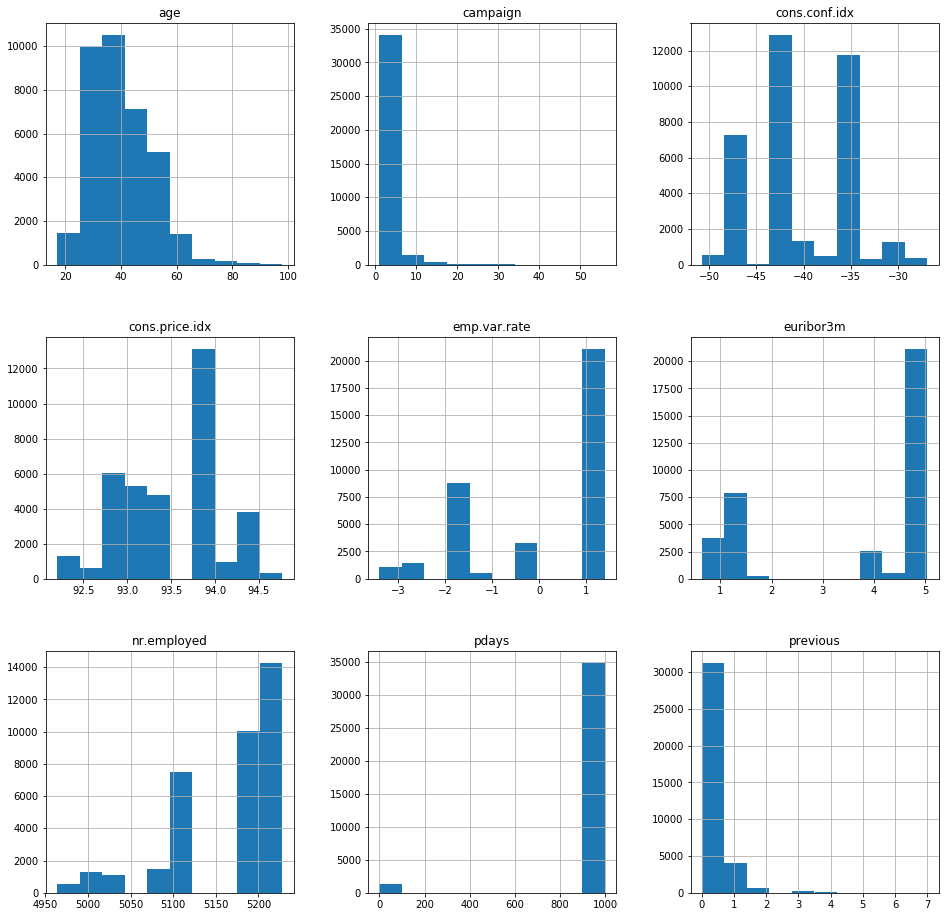 age campaign cons.conf.idx
10000 8000 6000 4000 2000 0
20 40 60 80 100
35000 30000 25000 20000 15000 10000 5000 0
0 10 20 30 40 50
12000 10000 8000 6000 4000 2000 0
−50 −45 −40 −35 −30
cons.price.idx emp.var.rate euribor3m
12000 10000 8000 6000 4000 2000 0
92.5 93.0 93.5 94.0 94.5
20000 17500 15000 12500 10000 7500 5000 2500 0
−3 −2 −1 0 1
20000 17500 15000 12500 10000 7500 5000 2500 0
1 2 3 4 5
nr.employed pdays previous
14000 12000 10000 8000 6000 4000 2000 0
4950 5000 5050 5100 5150 5200
35000 30000 25000 20000 15000 10000 5000 0
0 200 400 600 800 1000
30000 25000 20000 15000 10000 5000 0
0 1 2 3 4 5 6 7